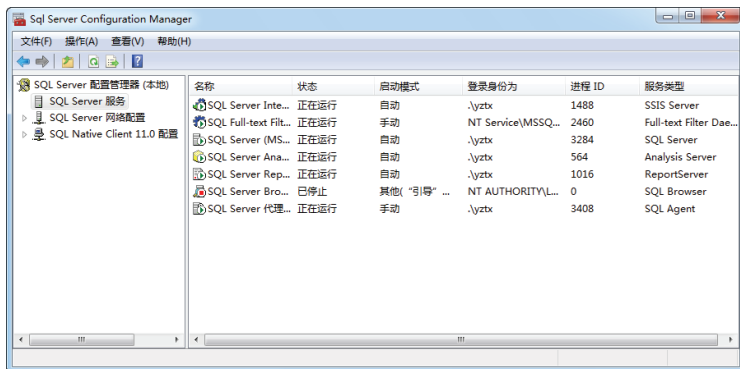 Sql Server Configuration Manager
文件(F) 操作(A) 查看(V) 帮助(H)
SQL Server 配置管理器 (本地)
SQL Server 服务
SQL Server 网络配置
SQL Native Client 11.0 配置
名称 状态 启动模式 登录身份为 进程 ID 服务类型
SQL Server Inte... 正在运行 自动 .\yztx 1488 SSIS Server
SQL Full-text Filt... 正在运行 手动 NT Service\MSSQ... 2460 Full-text Filter Dae...
SQL Server (MS... 正在运行 自动 .\yztx 3284 SQL Server
SQL Server Ana... 正在运行 自动 .\yztx 564 Analysis Server
SQL Server Rep... 正在运行 自动 .\yztx 1016 ReportServer
SQL Server Bro... 已停止 其他("引导" ... NT AUTHORITY\L... 0 SQL Browser
SQL Server 代理... 正在运行 手动 .\yztx 3408 SQL Agent